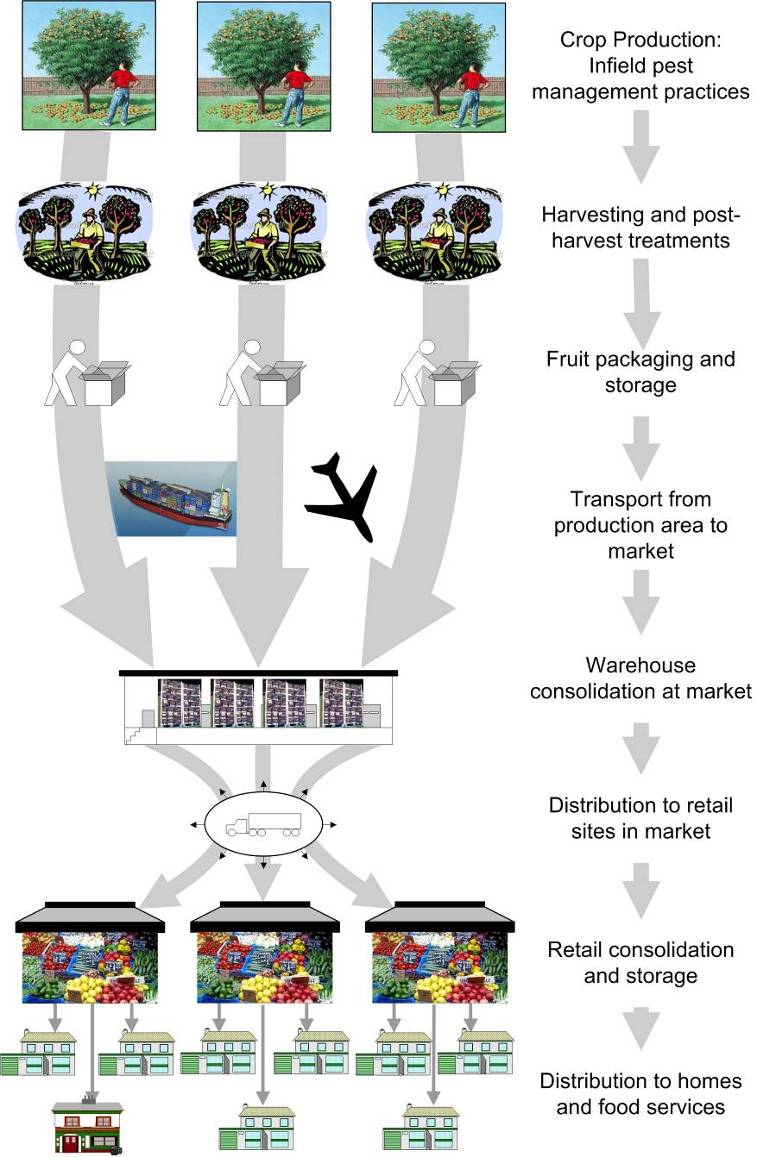 Crop Production:
Infield pest
management practices
Harvesting and post-
harvest treatments
Fruit packaging and
storage
Transport from
production area to
market
Warehouse
consolidation at market
Distribution to retail
sites in market
Retail consolidation
and storage
Distribution to homes
and food services